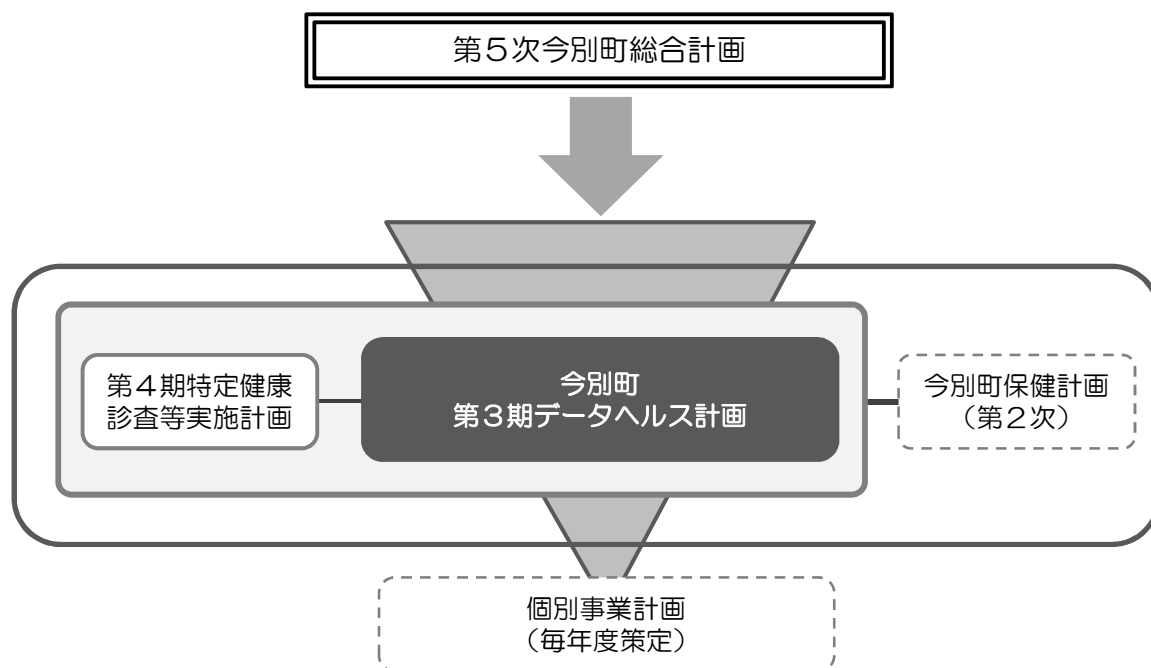 第５次今別町総合計画
第４期特定健康
診査等実施計画
今別町
第３期データヘルス計画
今別町保健計画
（第２次）
個別事業計画
（毎年度策定）